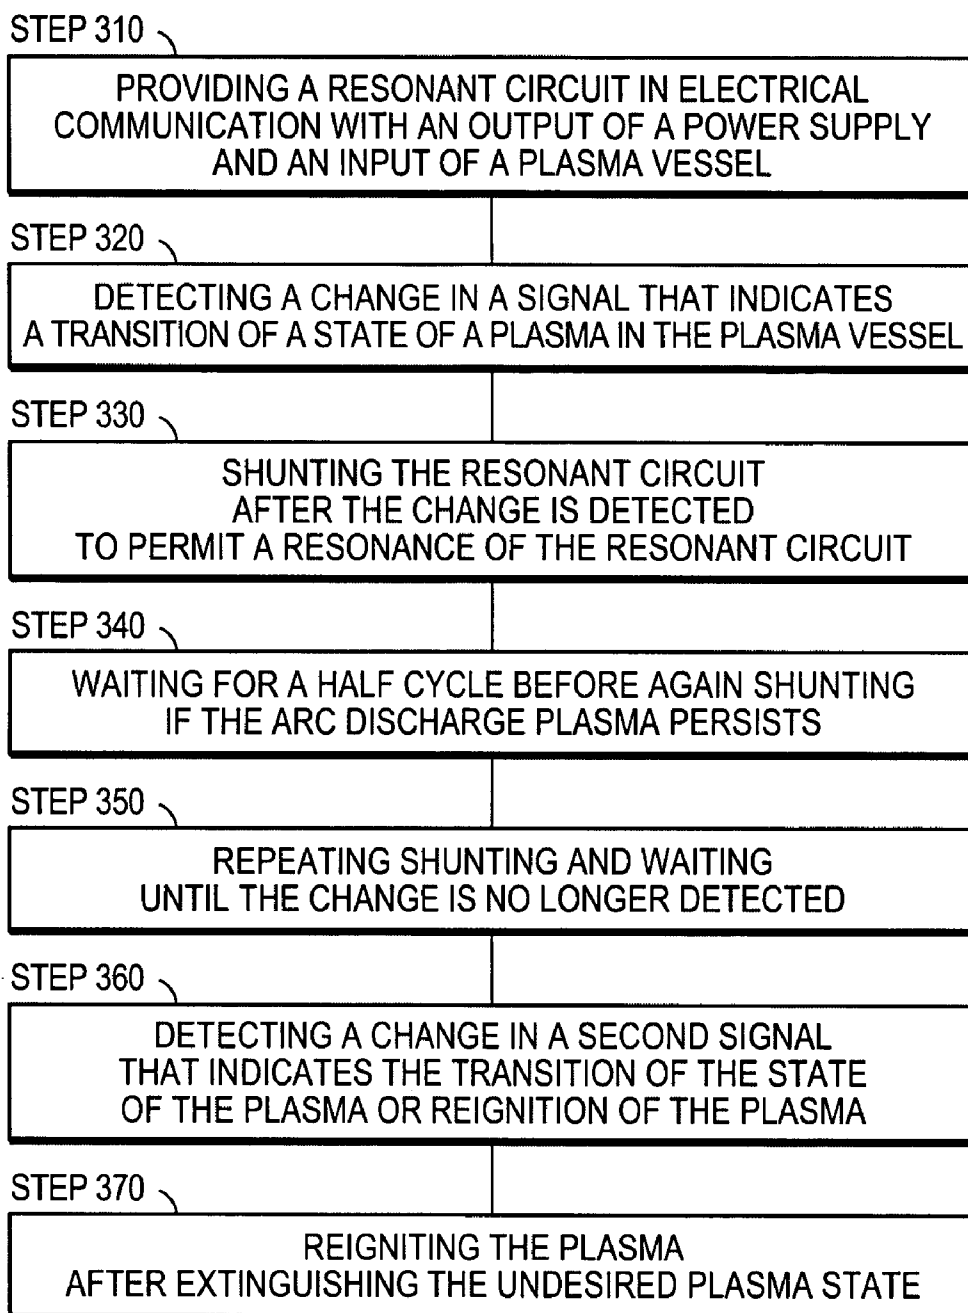 STEP 310
PROVIDING A RESONANT CIRCUIT IN ELECTRICAL
COMMUNICATION WITH AN OUTPUT OF A POWER SUPPLY
AND AN INPUT OF A PLASMA VESSEL
STEP 320
DETECTING A CHANGE IN A SIGNAL THAT INDICATES
A TRANSITION OF A STATE OF A PLASMA IN THE PLASMA VESSEL
STEP 330
SHUNTING THE RESONANT CIRCUIT
AFTER THE CHANGE IS DETECTED
TO PERMIT A RESONANCE OF THE RESONANT CIRCUIT
STEP 340
WAITING FOR A HALF CYCLE BEFORE AGAIN SHUNTING
IF THE ARC DISCHARGE PLASMA PERSISTS
STEP 350
REPEATING SHUNTING AND WAITING
UNTIL THE CHANGE IS NO LONGER DETECTED
STEP 360
DETECTING A CHANGE IN A SECOND SIGNAL
THAT INDICATES THE TRANSITION OF THE STATE
OF THE PLASMA OR REIGNITION OF THE PLASMA
STEP 370
REIGNITING THE PLASMA
AFTER EXTINGUISHING THE UNDESIRED PLASMA STATE